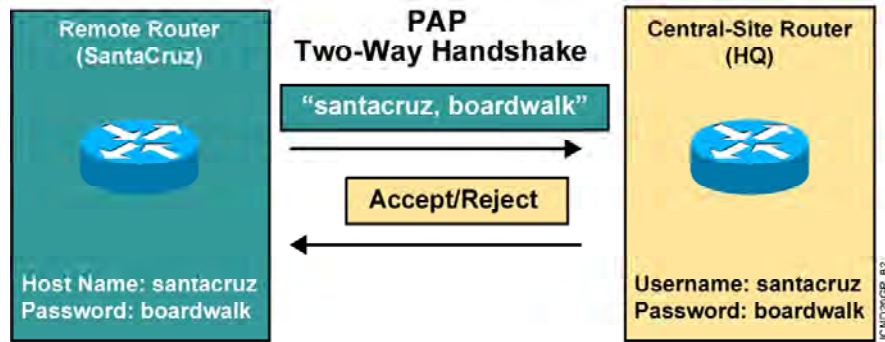 Remote Router
(SantaCruz)
PAP
Two-Way Handshake
Central-Site Router
(HQ)
"santacruz, boardwalk"
Accept/Reject
Host Name: santacruz
Password: boardwalk
Username: santacruz
Password: boardwalk